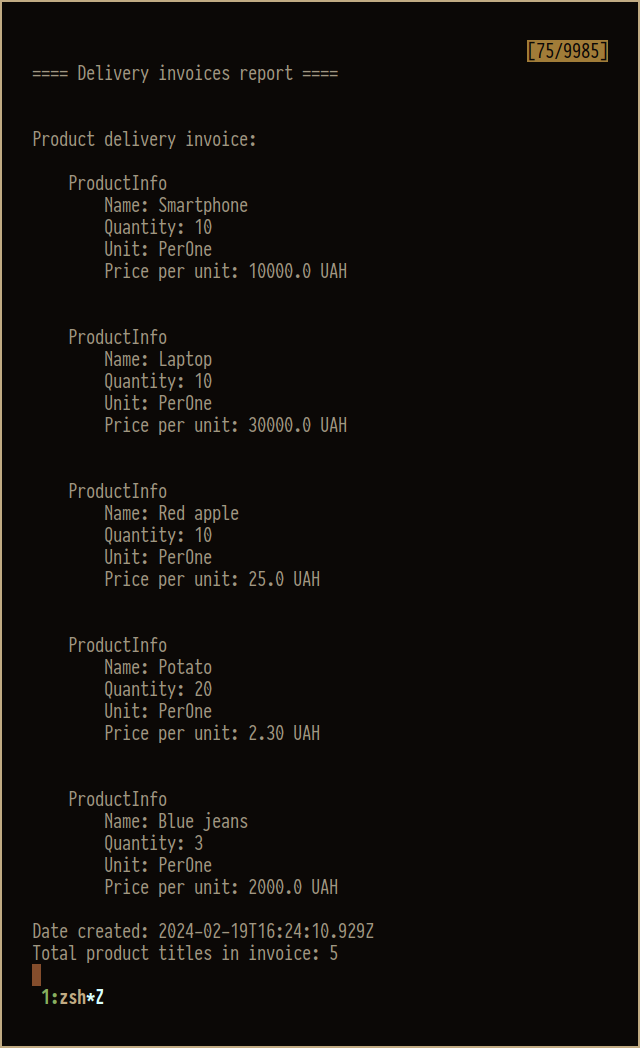 [75/9985]
==== Delivery invoices report ====
Product delivery invoice:
ProductInfo
Name: Smartphone
Quantity: 10
Unit: PerOne
Price per unit: 10000.0 UAH
ProductInfo
Name: Laptop
Quantity: 10
Unit: PerOne
Price per unit: 30000.0 UAH
ProductInfo
Name: Red apple
Quantity: 10
Unit: PerOne
Price per unit: 25.0 UAH
ProductInfo
Name: Potato
Quantity: 20
Unit: PerOne
Price per unit: 2.30 UAH
ProductInfo
Name: Blue jeans
Quantity: 3
Unit: PerOne
Price per unit: 2000.0 UAH
Date created: 2024-02-19T16:24:10.929Z
Total product titles in invoice: 5
1:zsh*Z